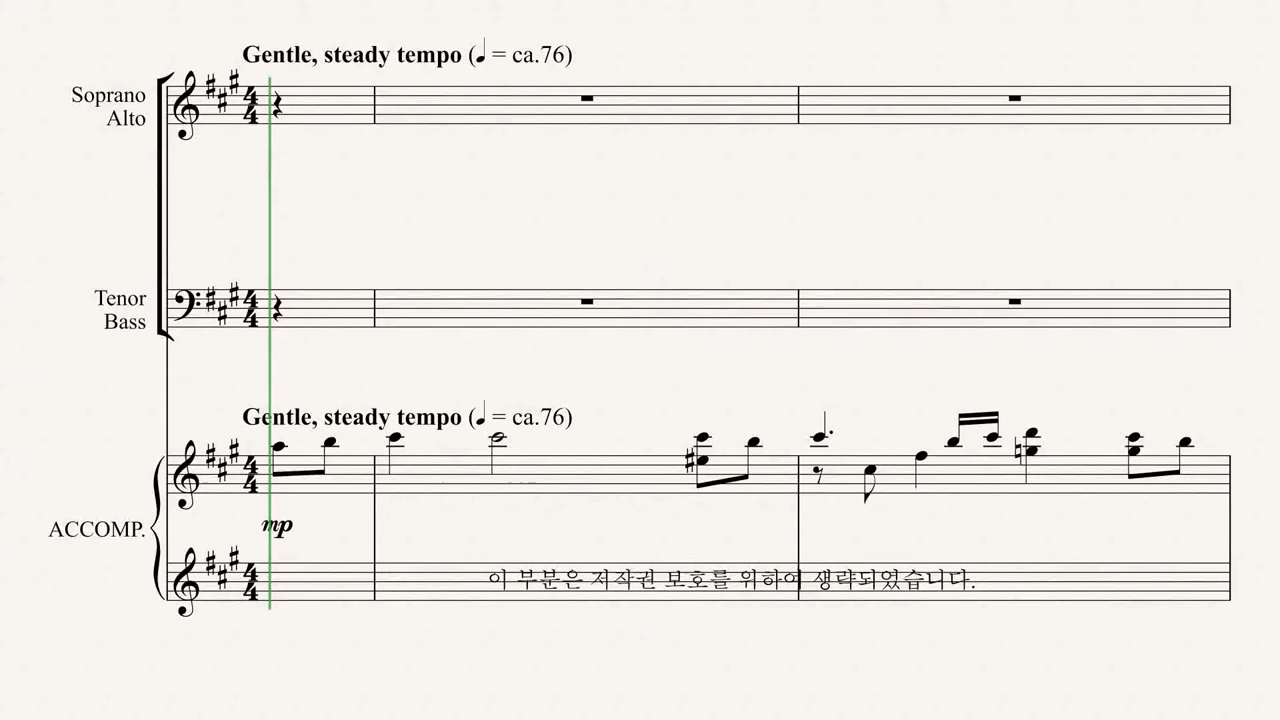 Gentle, steady tempo (♩ = ca.76)
Soprano
Alto
Tenor
Bass
Gentle, steady tempo (♩ = ca.76)
mp
ACCOMP.
이 부분은 저작권 보호를 위하여 생략되었습니다.